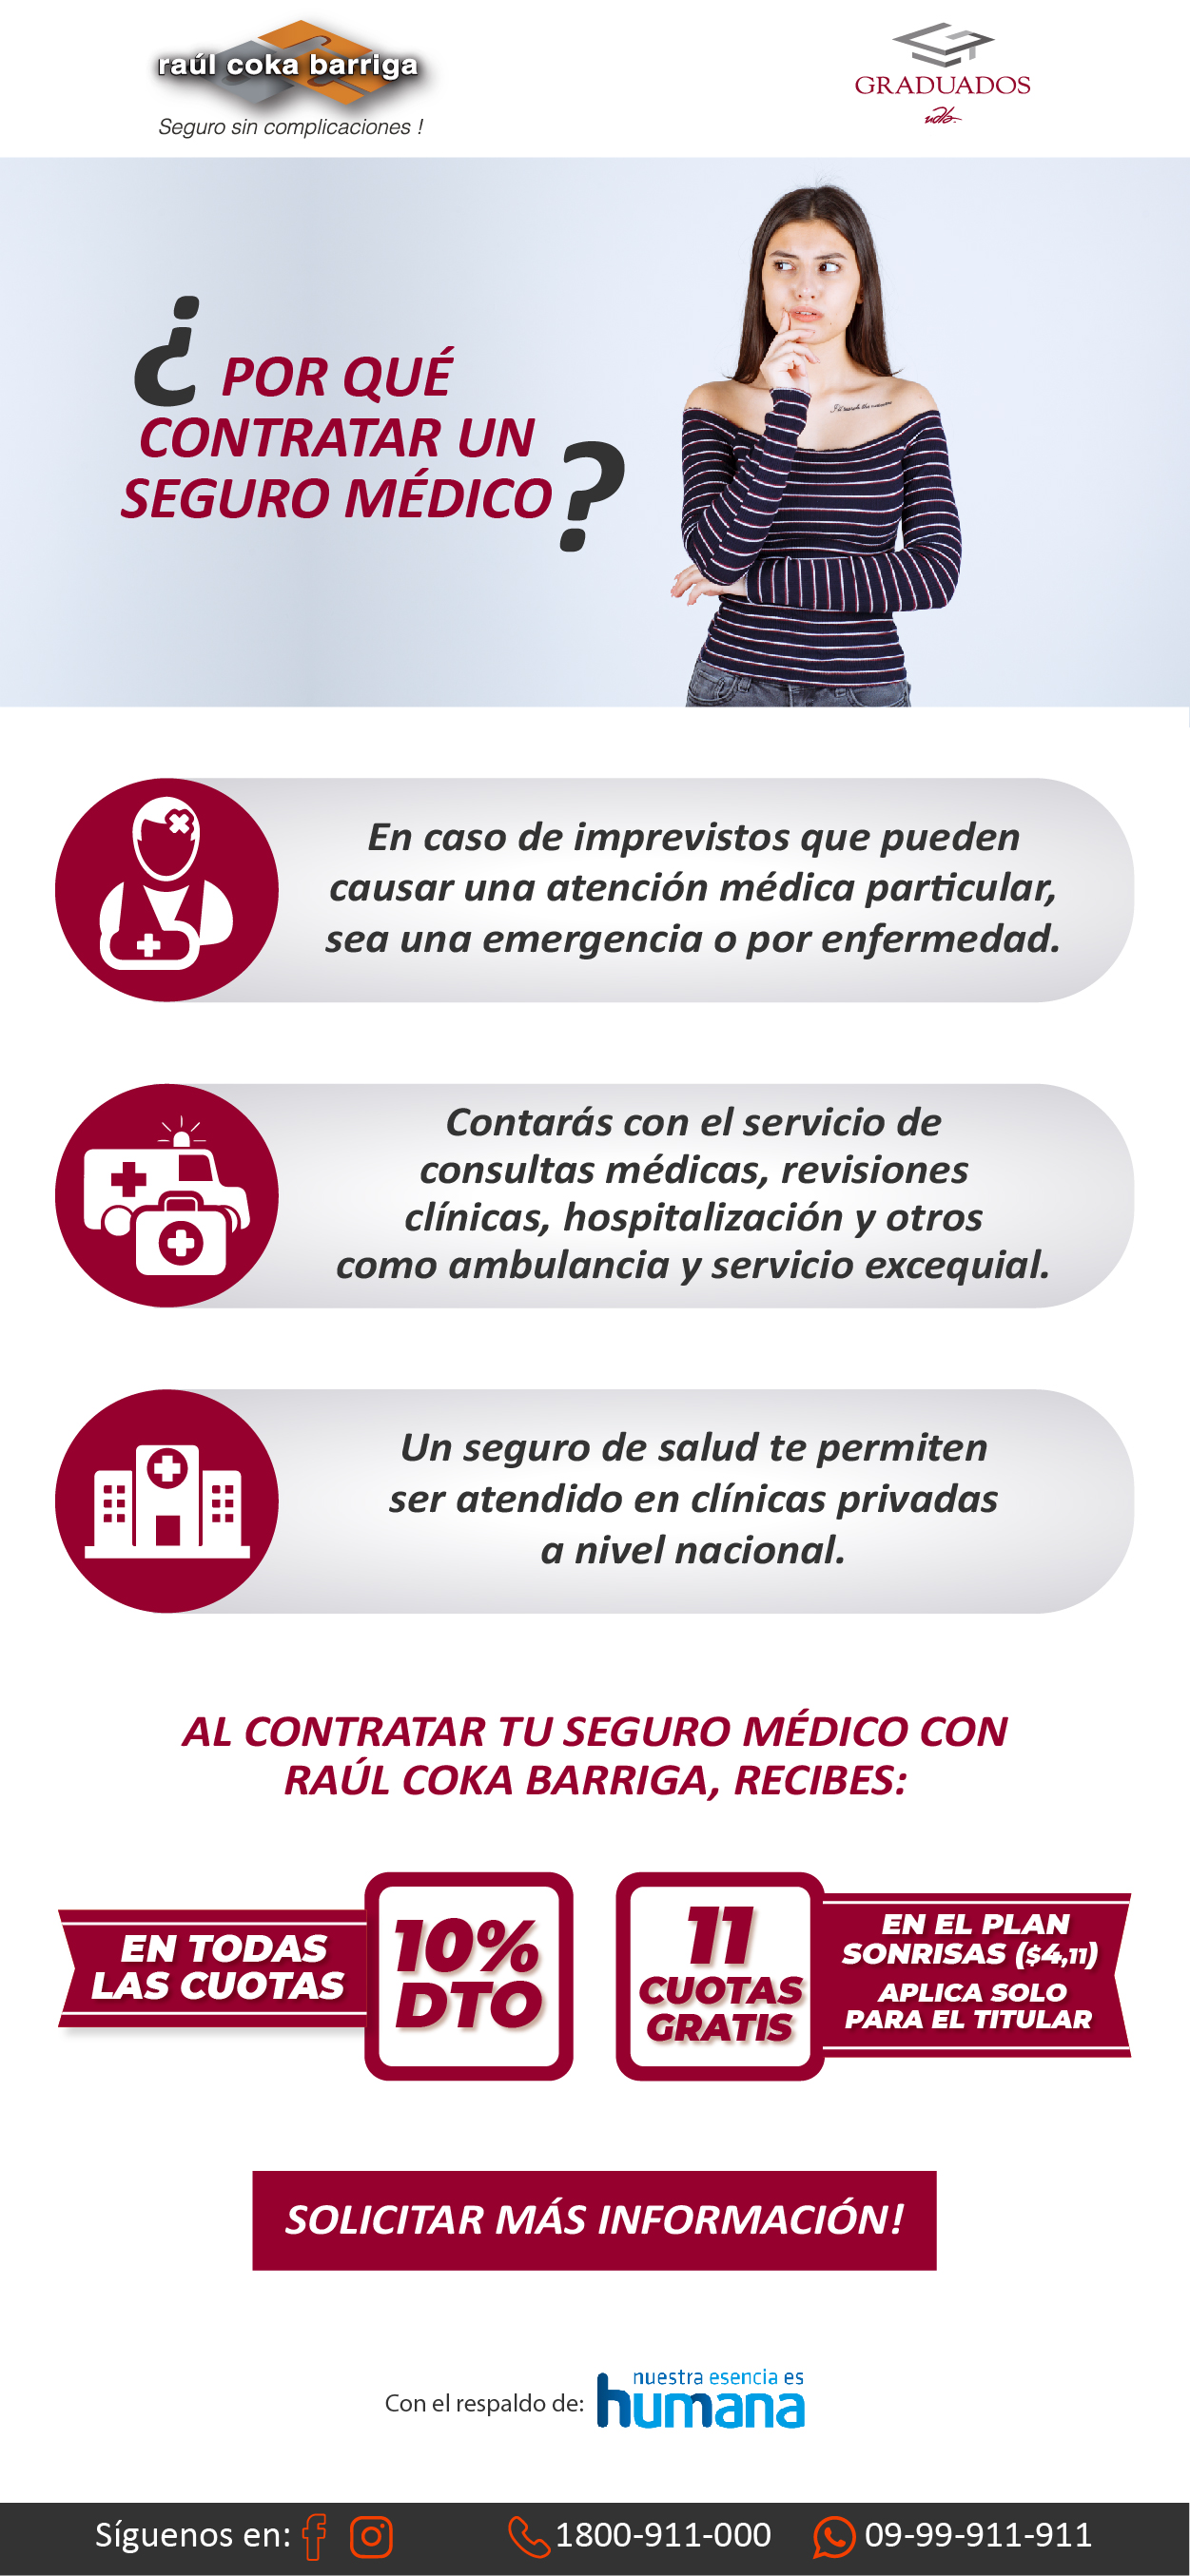 raúl coka barriga
Seguro sin complicaciones !
GRADUADOS
udla
¿POR QUÉ
CONTRATAR UN
SEGURO MÉDICO?
En caso de imprevistos que pueden
causar una atención médica particular,
sea una emergencia o por enfermedad.
Contarás con el servicio de
consultas médicas, revisiones
clínicas, hospitalización y otros
como ambulancia y servicio excequial.
Un seguro de salud te permiten
ser atendido en clínicas privadas
a nivel nacional.
AL CONTRATAR TU SEGURO MÉDICO CON
RAÚL COKA BARRIGA, RECIBES:
EN TODAS
LAS CUOTAS
10%
DTO
11
CUOTAS
GRATIS
EN EL PLAN
SONRISAS ($4,11)
APLICA SOLO
PARA EL TITULAR
SOLICITAR MÁS INFORMACIÓN!
Con el respaldo de:
nuestra esencia es
humana
Síguenos en:
1800-911-000
09-99-911-911